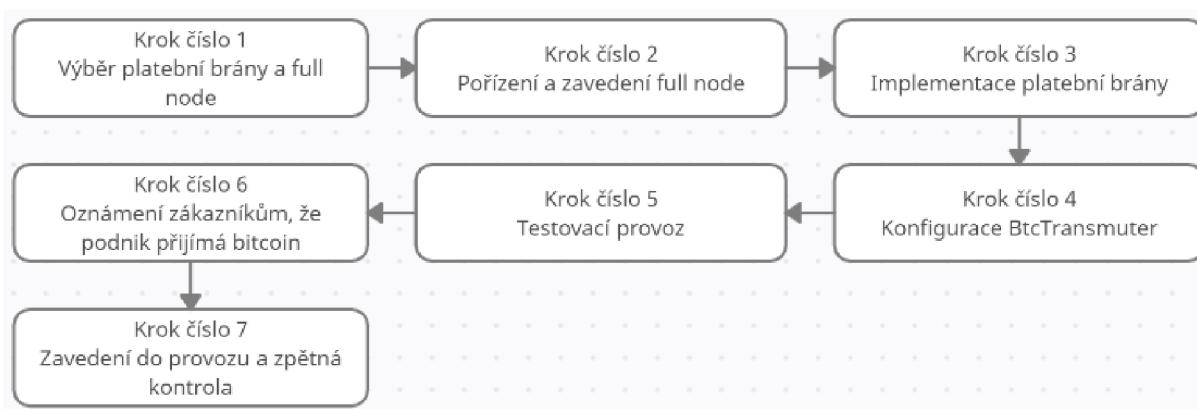 Krok číslo 1
Výběr platební brány a full
node
Krok číslo 2
Pořízení a zavedení full node
Krok číslo 3
Implementace platební brány
Krok číslo 4
Konfigurace BtcTransmuter
Krok číslo 5
Testovací provoz
Krok číslo 6
Oznámení zákazníkům, že
podnik přijímá bitcoin
Krok číslo 7
Zavedení do provozu a zpětná
kontrola